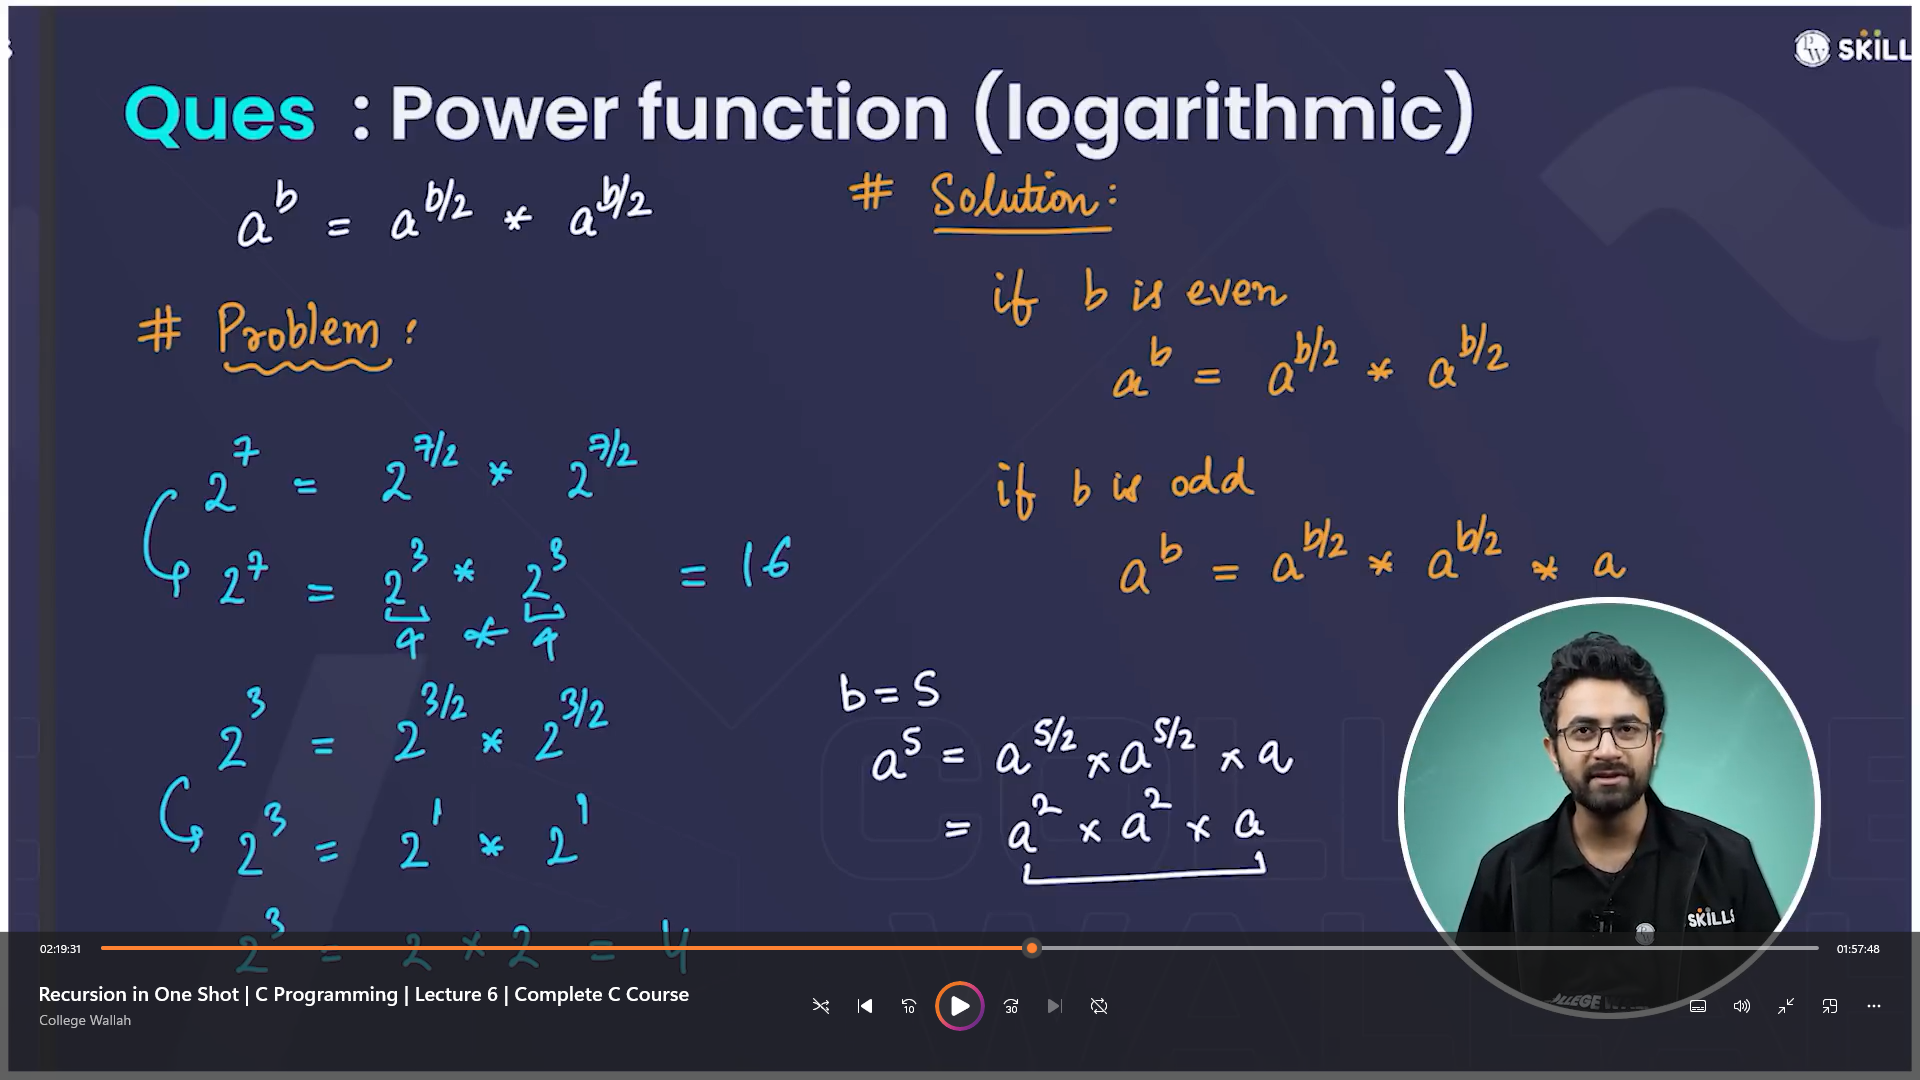 SKILL
Ques : Power function (logarithmic)
a^b = a^b/2 * a^b/2
# Problem :
2^7 = 2^7/2 * 2^7/2
2^7 = 2^3 * 2^3 = 16
4 * 4
2^3 = 2^3/2 * 2^3/2
2^3 = 2^1 * 2^1
2^3 = 2 × 2 = 4
# Solution :
if b is even
a^b = a^b/2 * a^b/2
if b is odd
a^b = a^b/2 * a^b/2 * a
b = 5
a^5 = a^5/2 × a^5/2 × a
= a^2 × a^2 × a
SKILLS
02:19:31
01:57:48
Recursion in One Shot | C Programming | Lecture 6 | Complete C Course
College Wallah
10
30